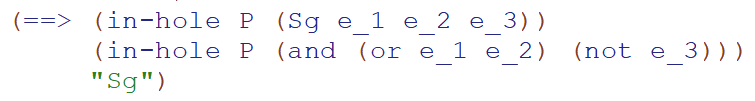 (==> (in-hole P (Sg e_1 e_2 e_3))
(in-hole P (and (or e_1 e_2) (not e_3)))
"Sg")